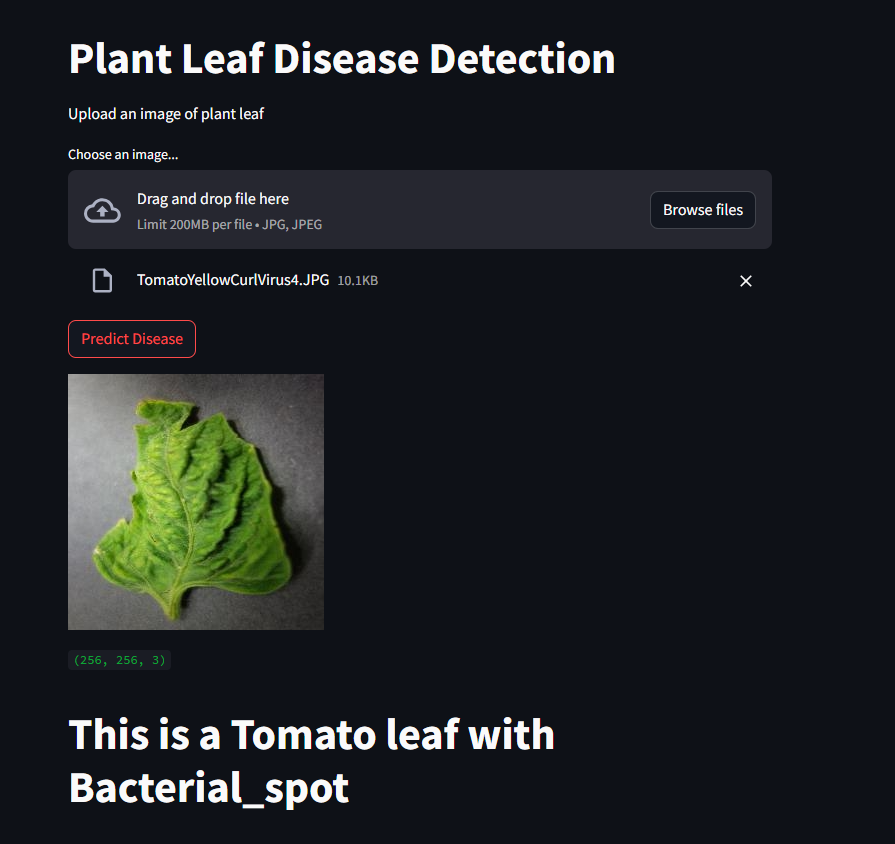 Plant Leaf Disease Detection
Upload an image of plant leaf
Choose an image...
Drag and drop file here
Limit 200MB per file • JPG, JPEG
Browse files
TomatoYellowCurlVirus4.JPG 10.1KB
Predict Disease
(256, 256, 3)
This is a Tomato leaf with
Bacterial_spot